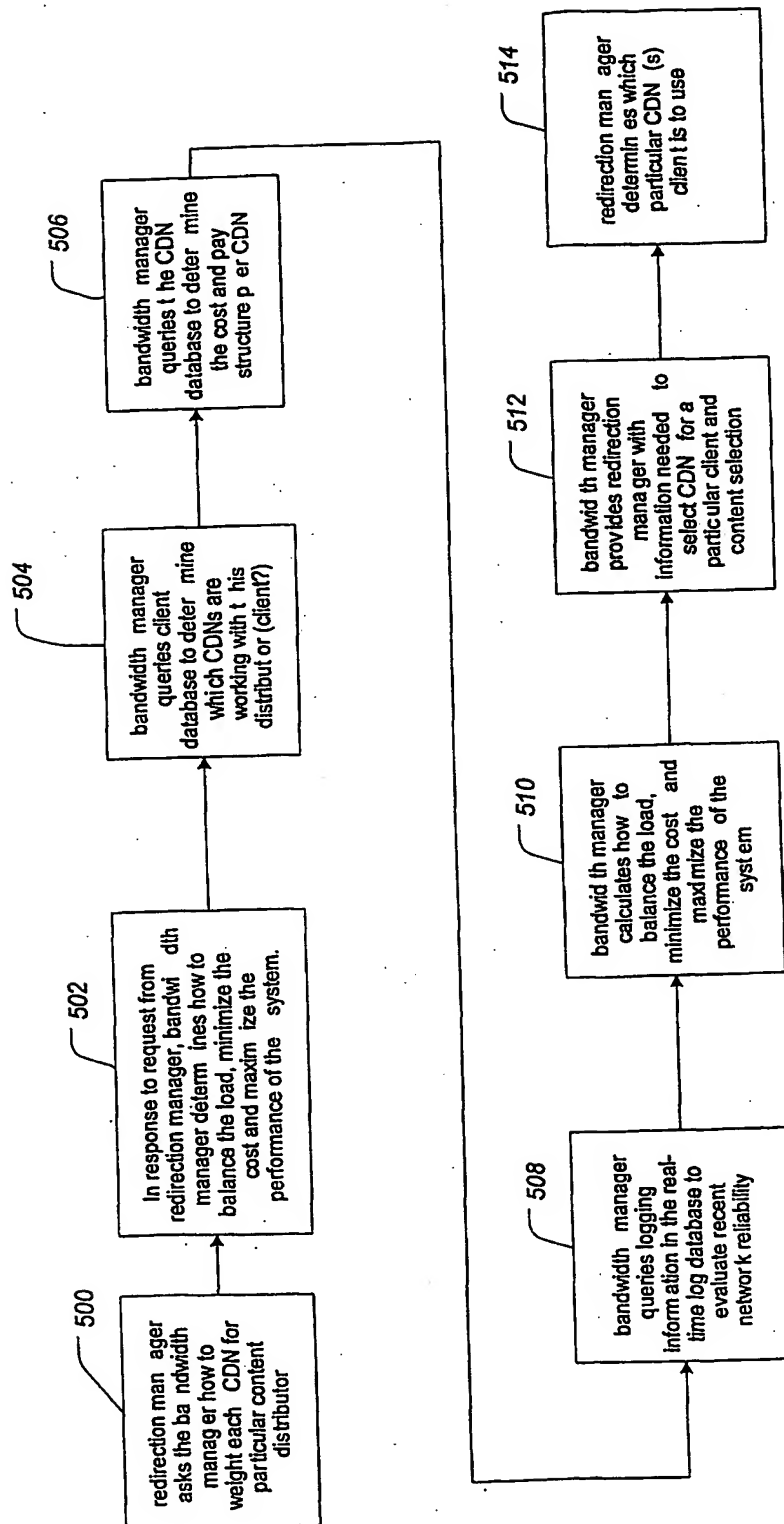 500
redirection man ager
asks the ba ndwidth
manag er how to
weight each CDN for
particular content
distributor
502
In response to request from
redirection manager, bandwi dth
manager determ ines how to
balance the load, minimize the
cost and maxim ize the
performance of the system.
504
bandwidth manager
queries client
database to deter mine
which CDNs are
working with t his
distribut or (client?)
506
bandwidth manager
queries t he CDN
database to deter mine
the cost and pay
structure p er CDN
508
bandwidth manager
queries logging
inform ation in the real-
time log database to
evaluate recent
network reliability
510
bandwid th manager
calculates how to
balance the load,
minimize the cost and
maximize the
performance of the
syst em
512
bandwid th manager
provides redirection
manager with
information needed to
select CDN for a
particular client and
content selection
514
redirection man ager
determin es which
particular CDN (s)
clien t is to use